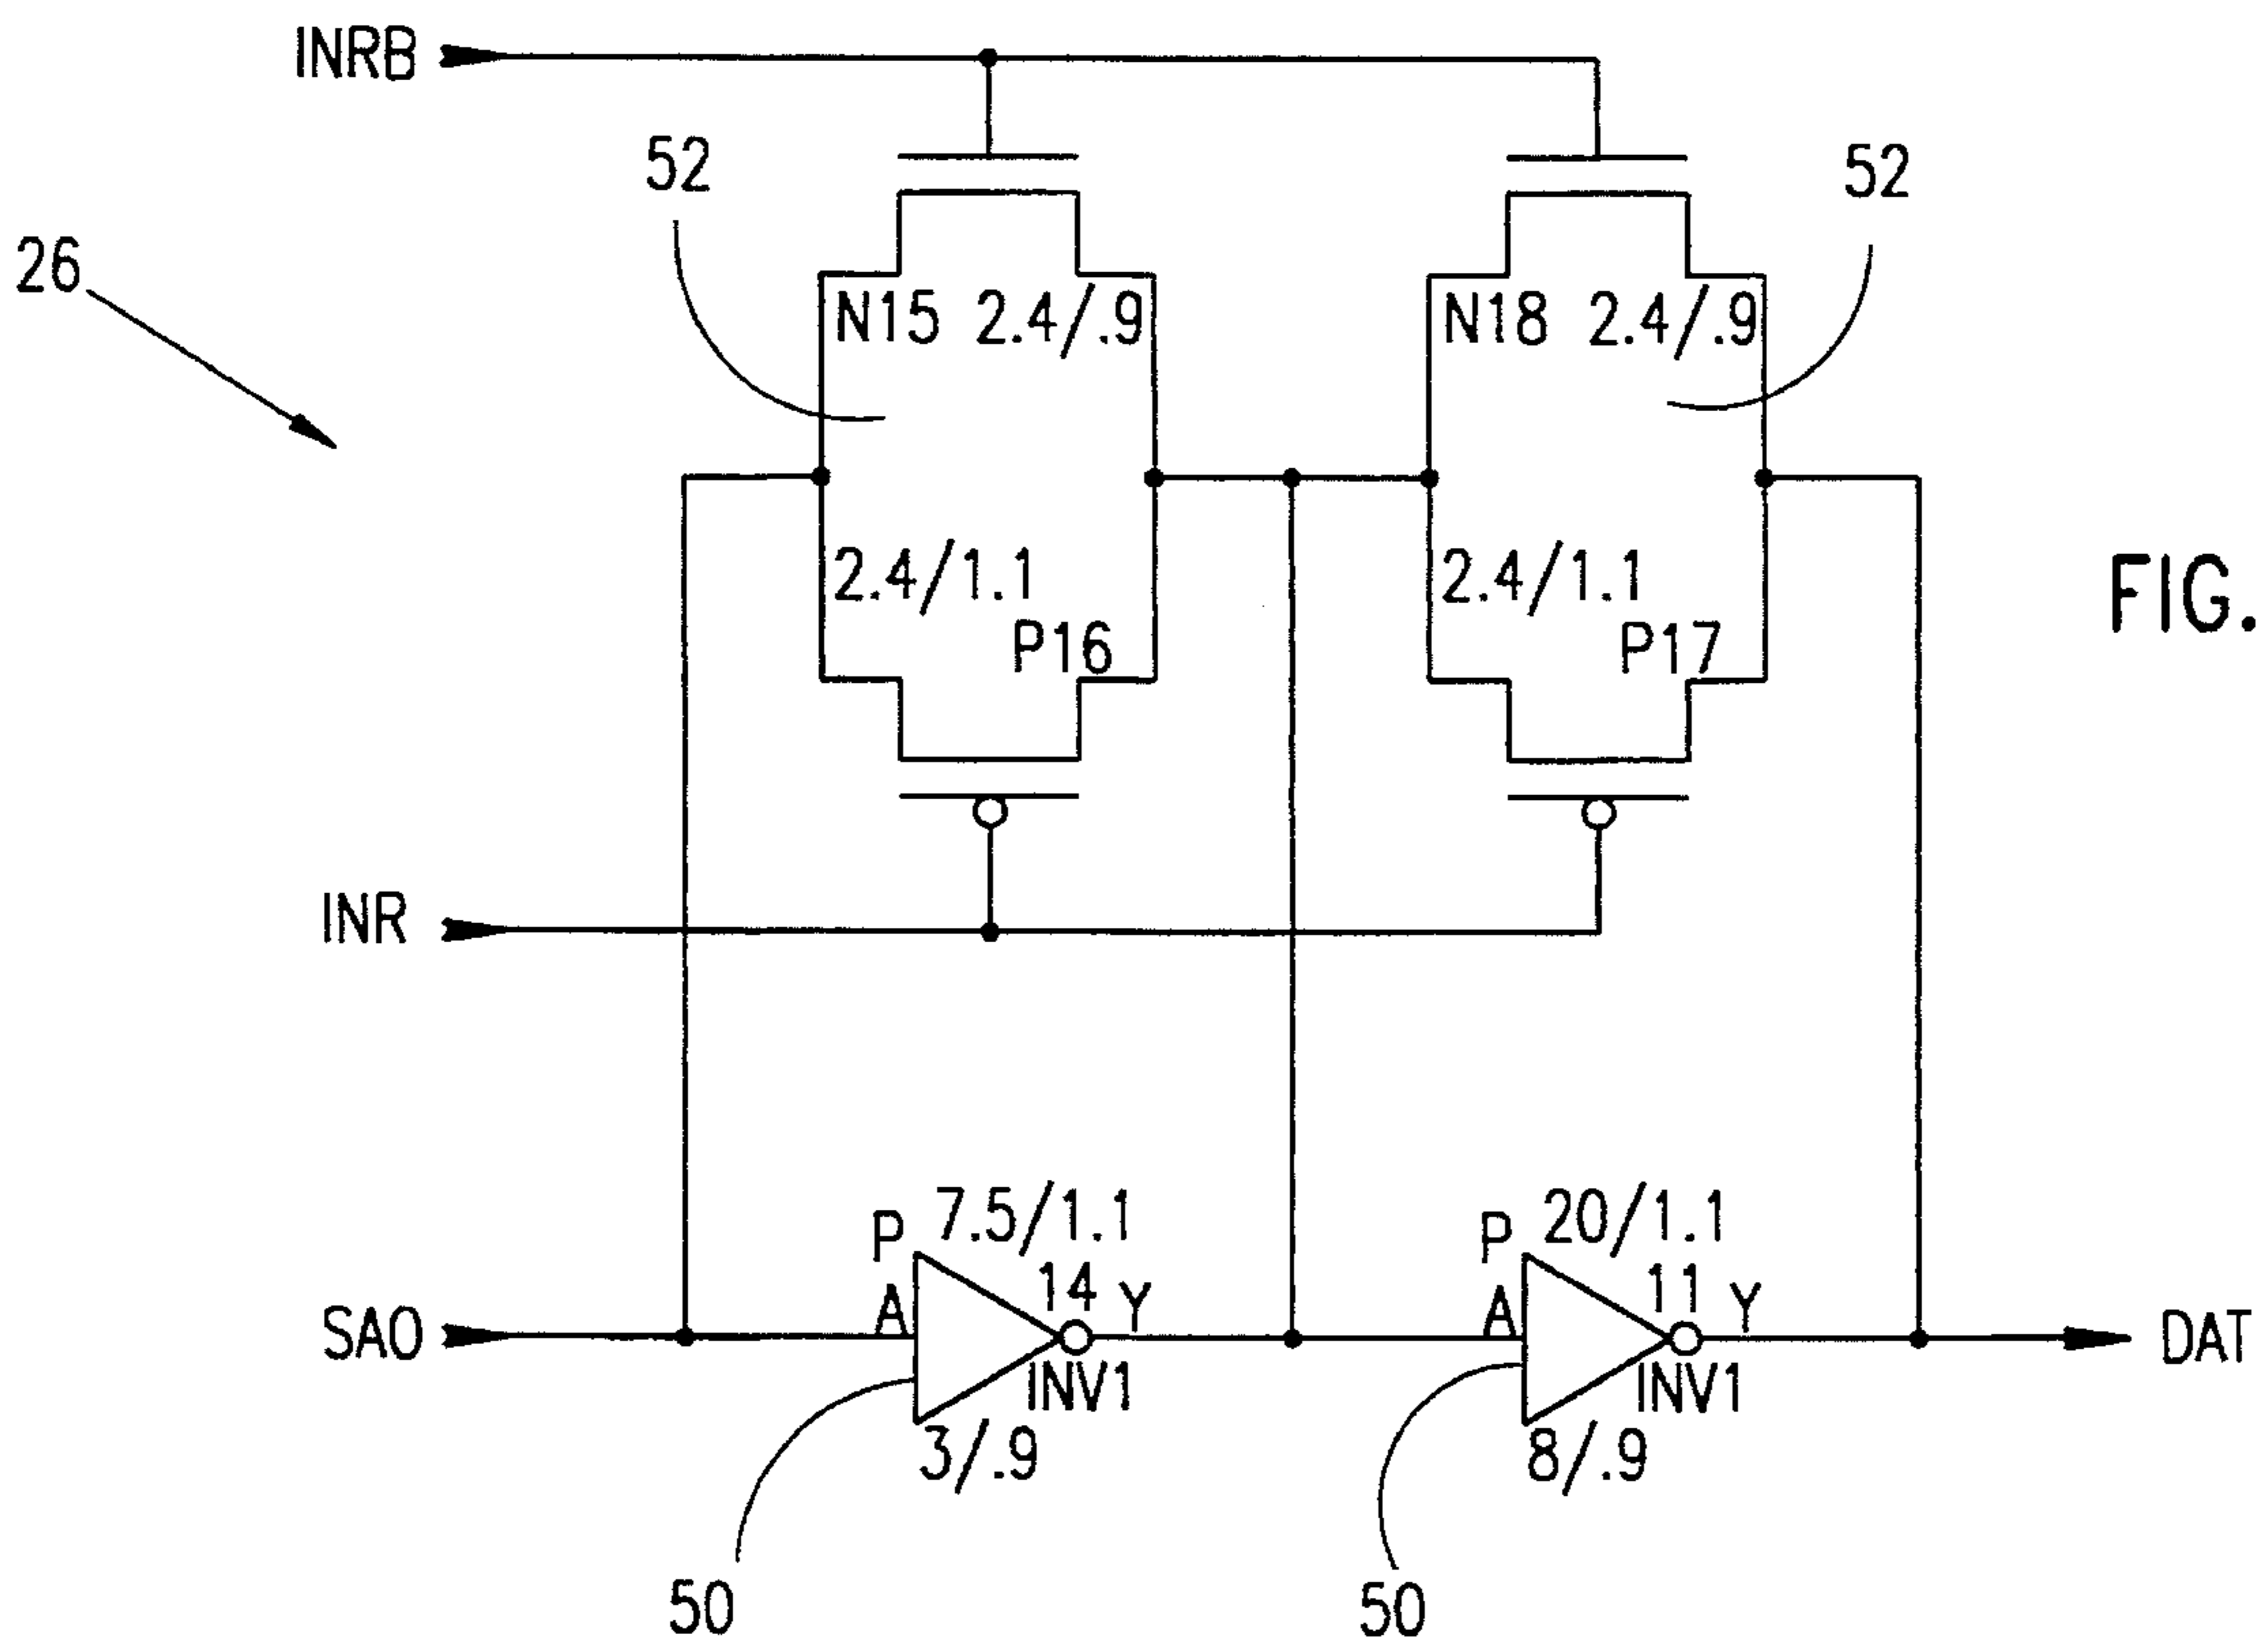 INRB
52
52
26
N15 2.4/.9
N18 2.4/.9
2.4/1.1
P16
2.4/1.1
P17
FIG.
INR
P 7.5/1.1
14
A
Y
INV1
3/.9
P 20/1.1
11
A
Y
INV1
8/.9
SAO
DAT
50
50